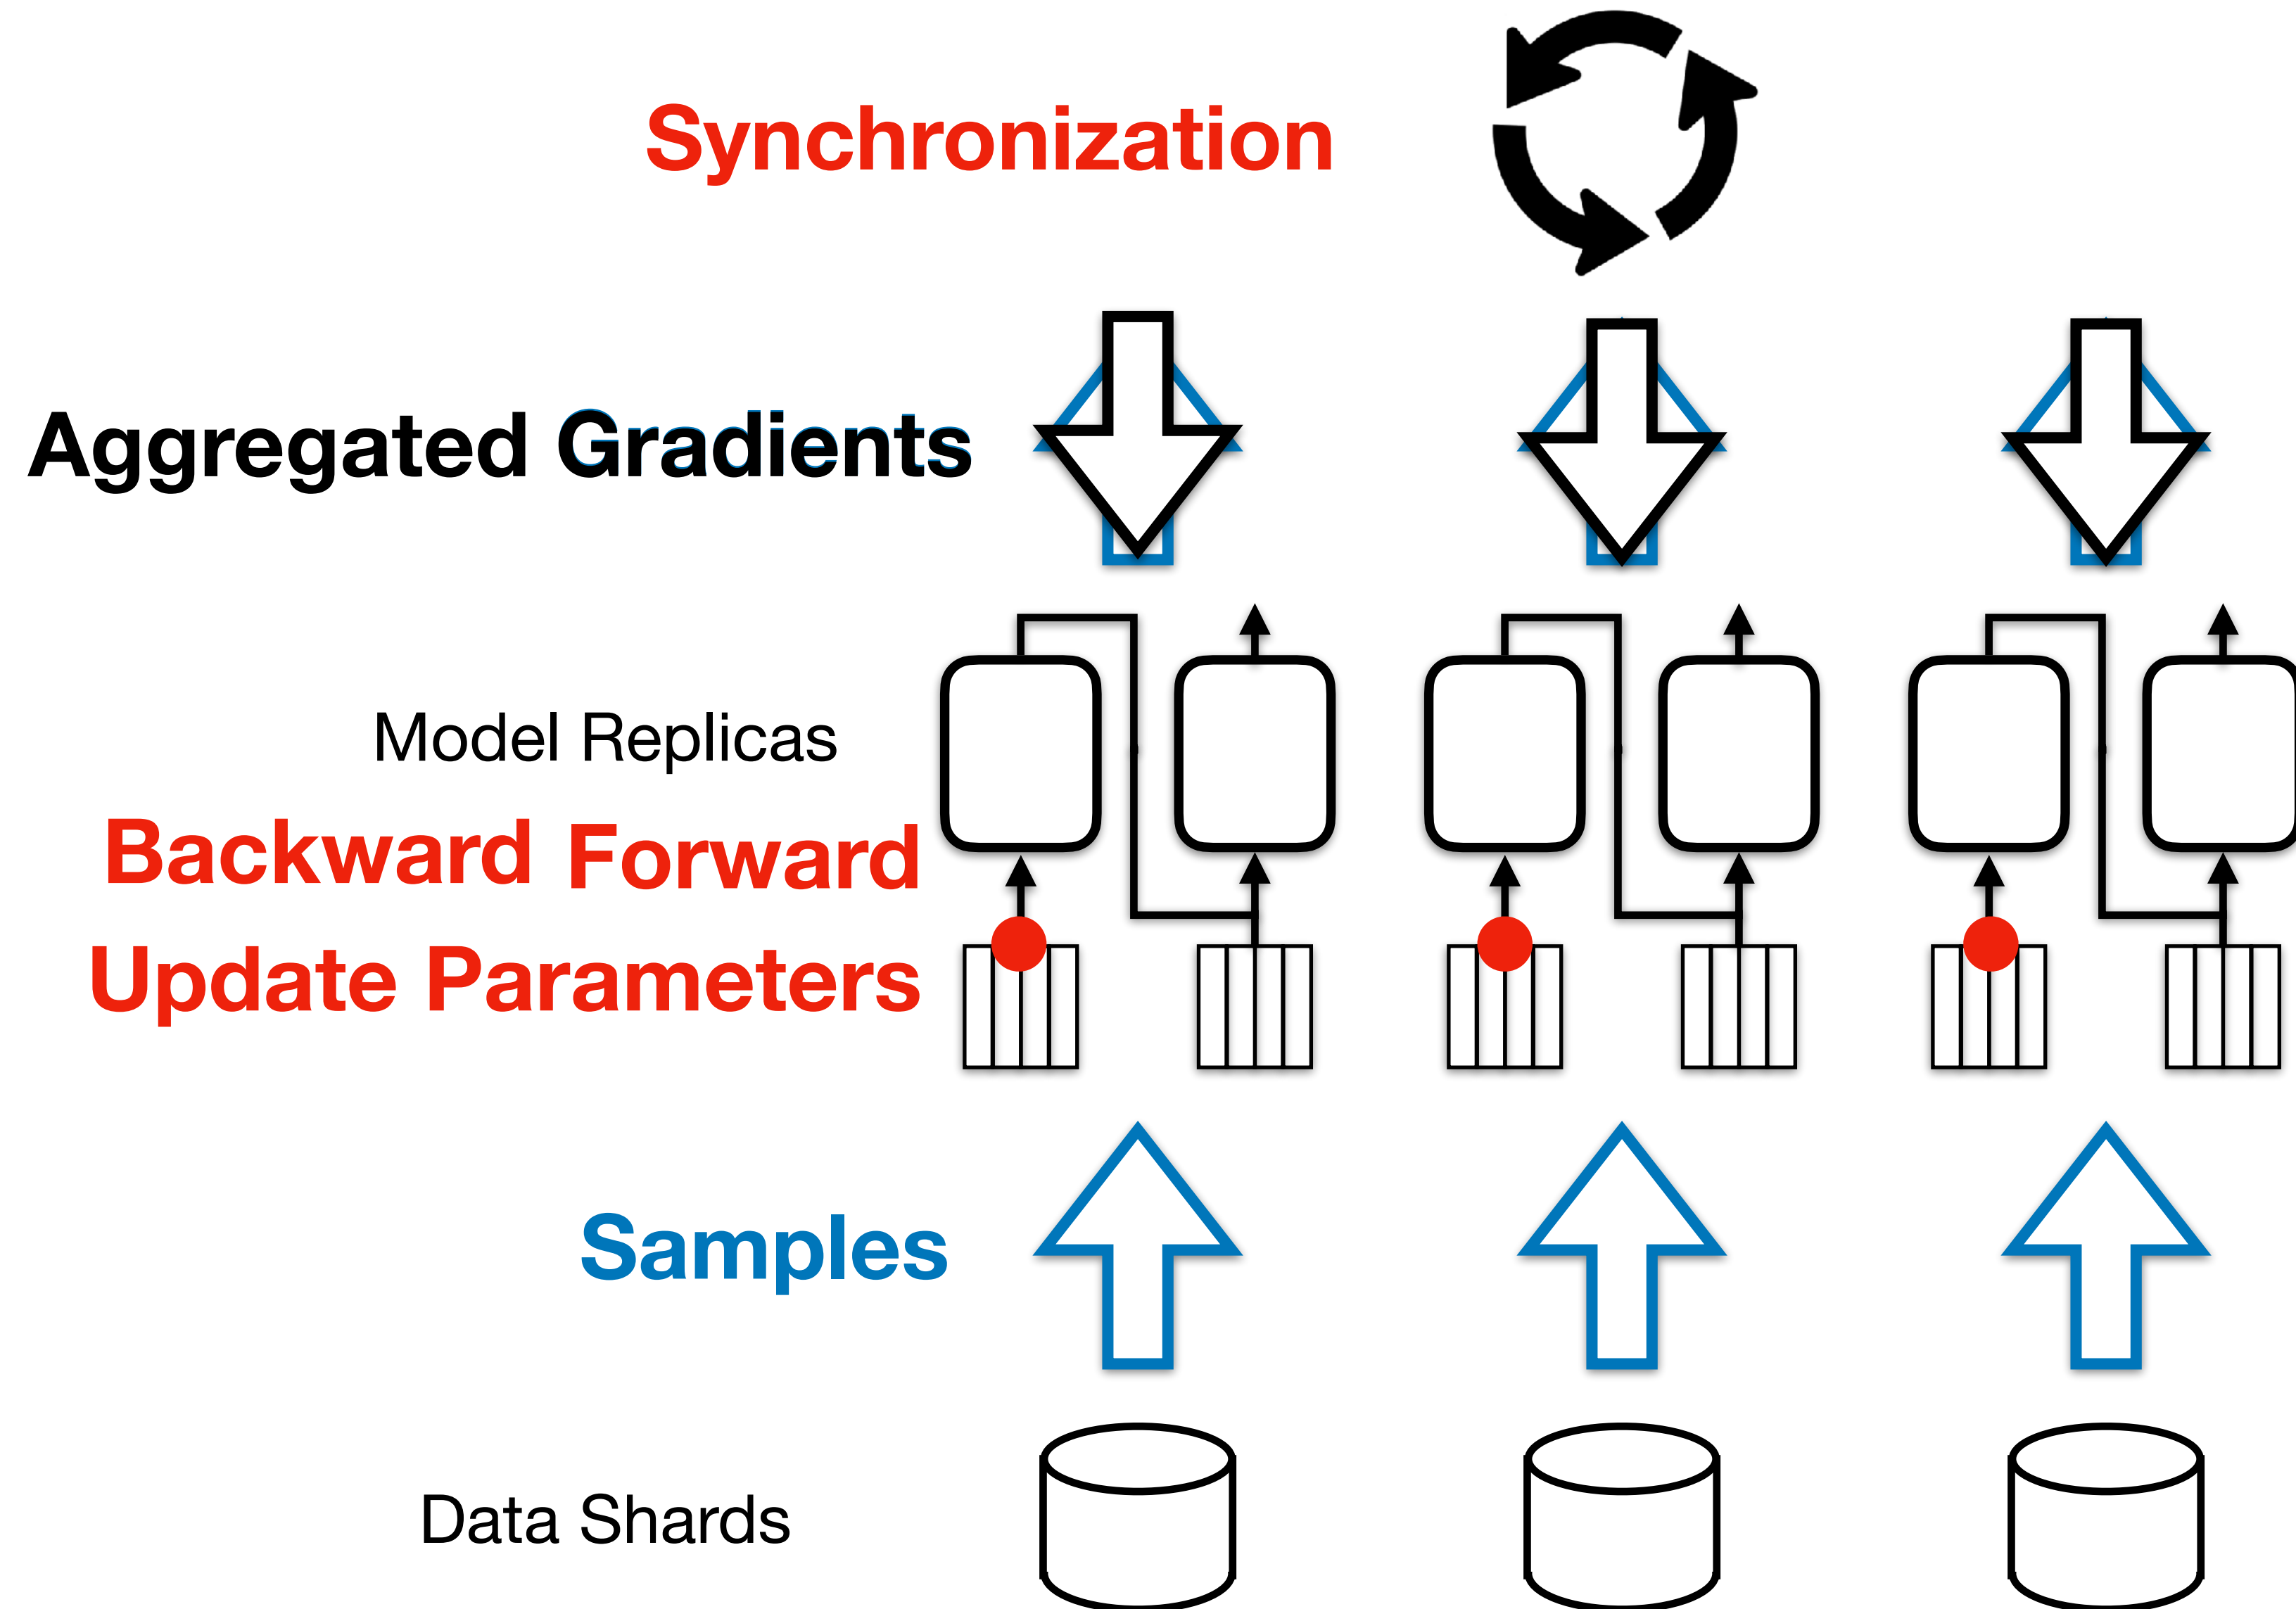 Synchronization
Aggregated Gradients
Model Replicas
Backward Forward
Update Parameters
Samples
Data Shards